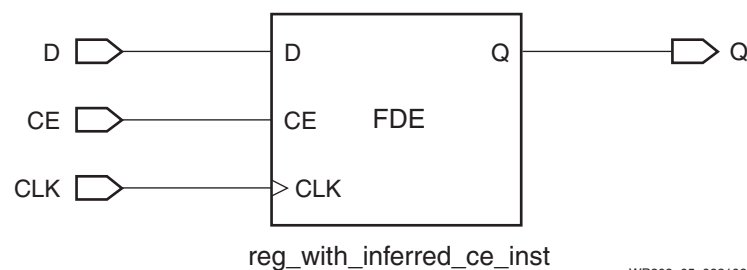 D D Q Q
CE CE FDE
CLK CLK
reg_with_inferred_ce_inst